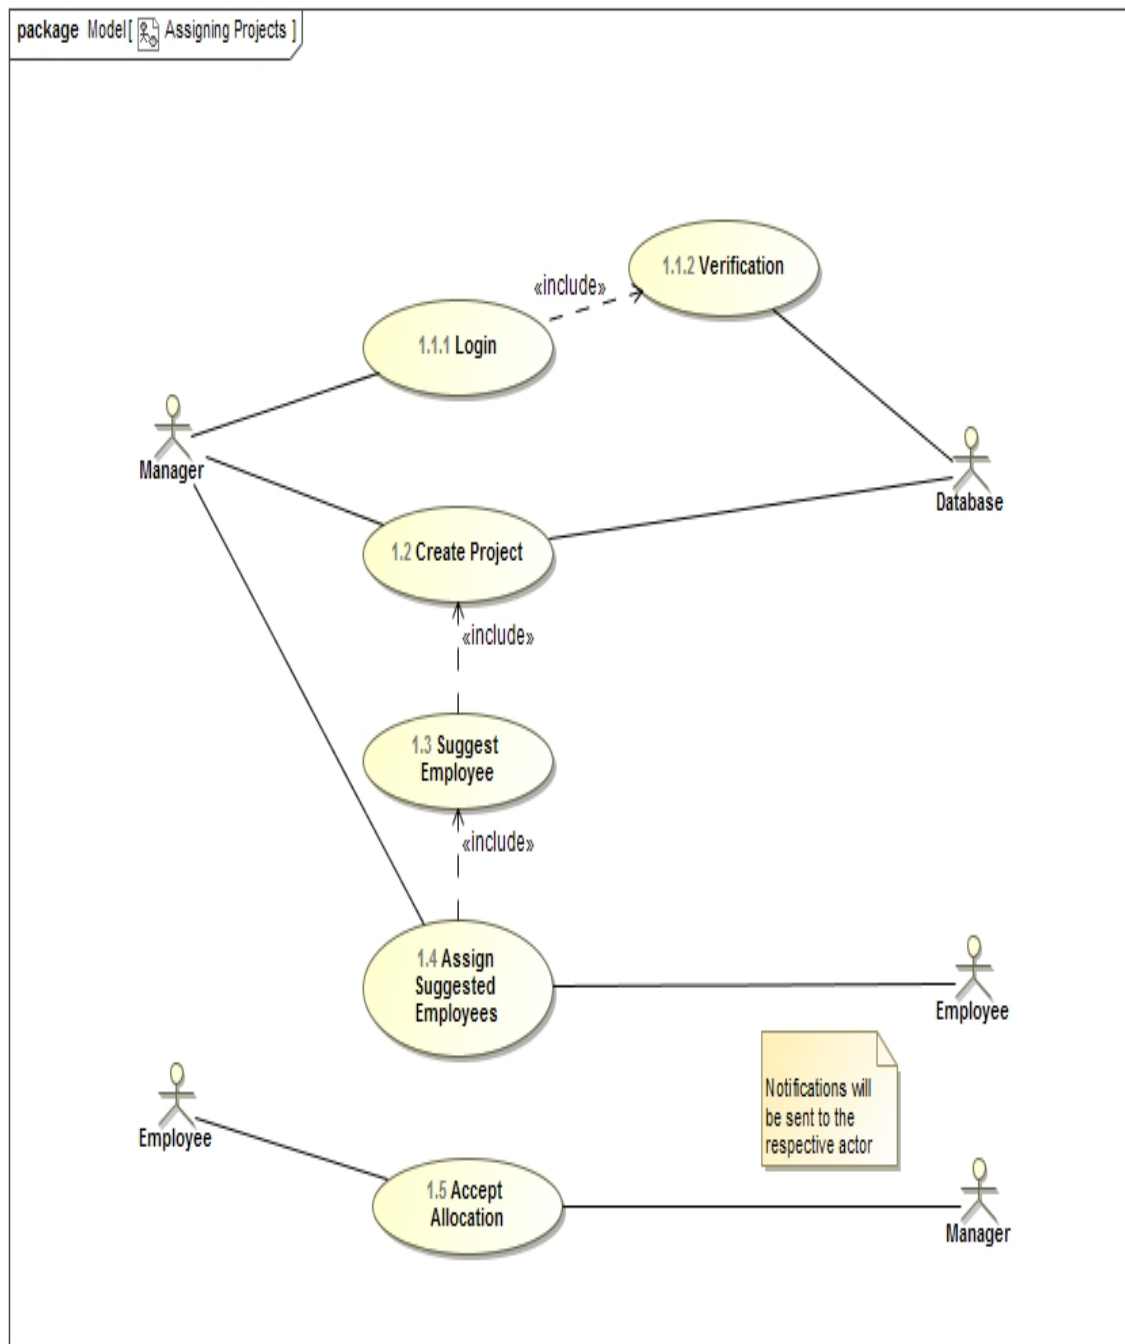 package Model[ Assigning Projects ]
1.1.2 Verification
«include»
1.1.1 Login
Manager
Database
1.2 Create Project
«include»
1.3 Suggest
Employee
«include»
1.4 Assign
Suggested
Employees
Employee
Notifications will
be sent to the
respective actor
Employee
1.5 Accept
Allocation
Manager